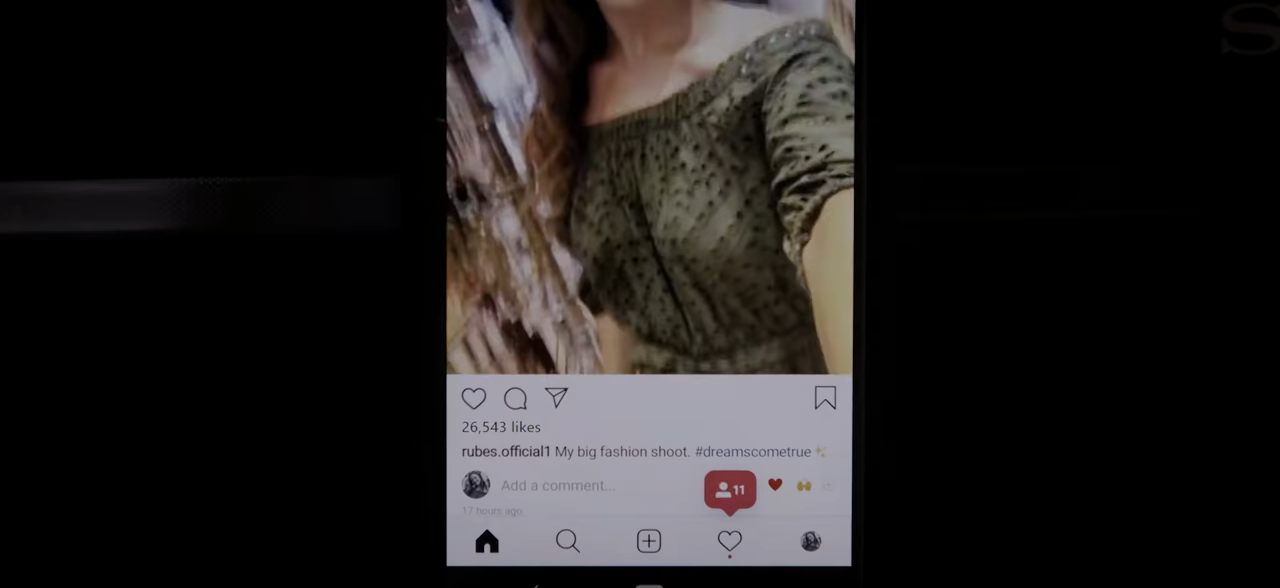 S
26,543 likes
rubes.official1 My big fashion shoot. #dreamscometrue
Add a comment...
11
17 hours ago